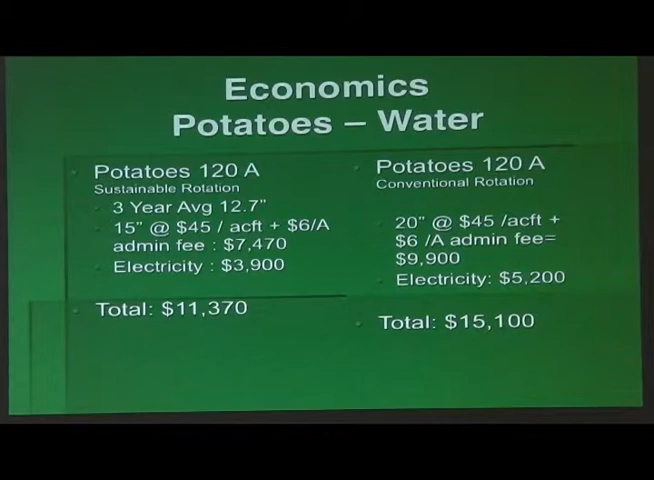 Economics
Potatoes – Water
Potatoes 120 A
Sustainable Rotation
3 Year Avg 12.7"
15" @ $45 / acft + $6/A
admin fee : $7,470
Electricity : $3,900
Total: $11,370
Potatoes 120 A
Conventional Rotation
20" @ $45 /acft +
$6 /A admin fee=
$9,900
Electricity: $5,200
Total: $15,100